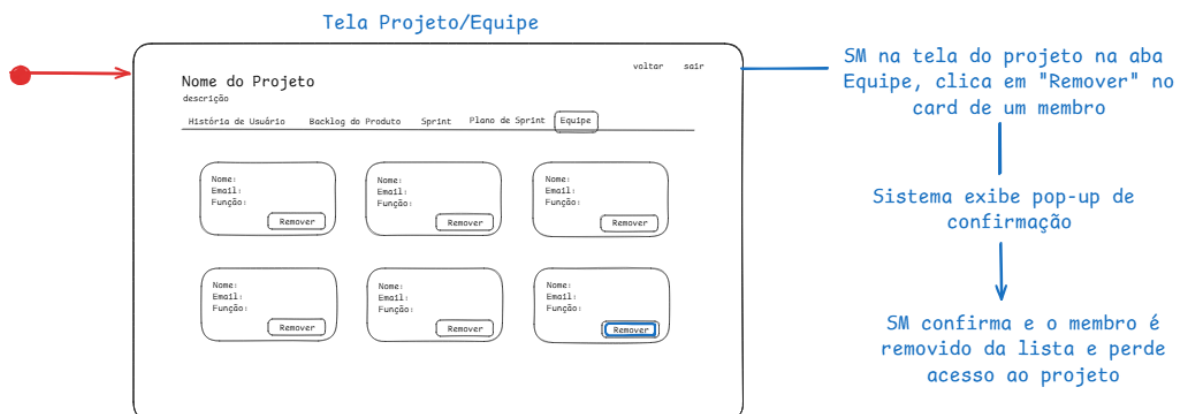 Tela Projeto/Equipe
voltar sair
Nome do Projeto
descrição
História de Usuário Backlog do Produto Sprint Plano de Sprint Equipe
Nome:
Email:
Função:
Remover
Nome:
Email:
Função:
Remover
Nome:
Email:
Função:
Remover
Nome:
Email:
Função:
Remover
Nome:
Email:
Função:
Remover
Nome:
Email:
Função:
Remover
SM na tela do projeto na aba
Equipe, clica em "Remover" no
card de um membro
Sistema exibe pop-up de
confirmação
SM confirma e o membro é
removido da lista e perde
acesso ao projeto